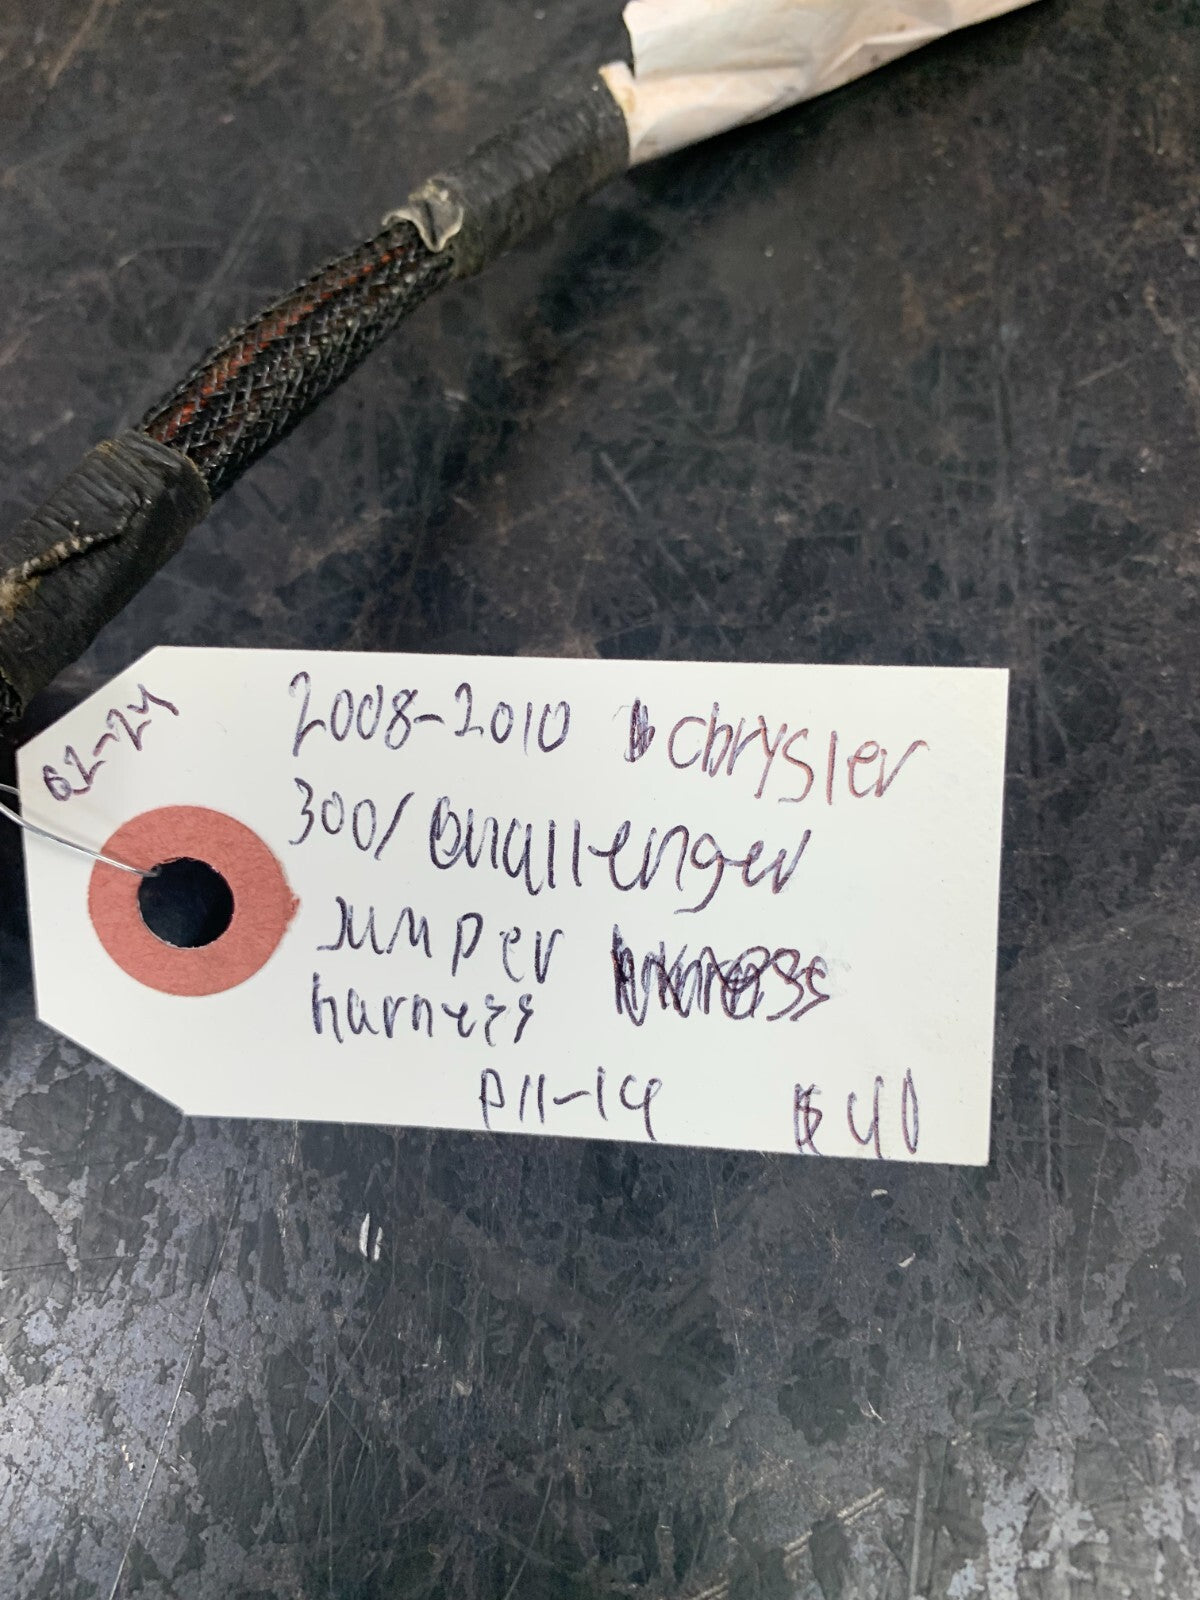 02-24
2008-2010 Chrysler
300/ Challenger
Jumper
harness
P11-14 $40